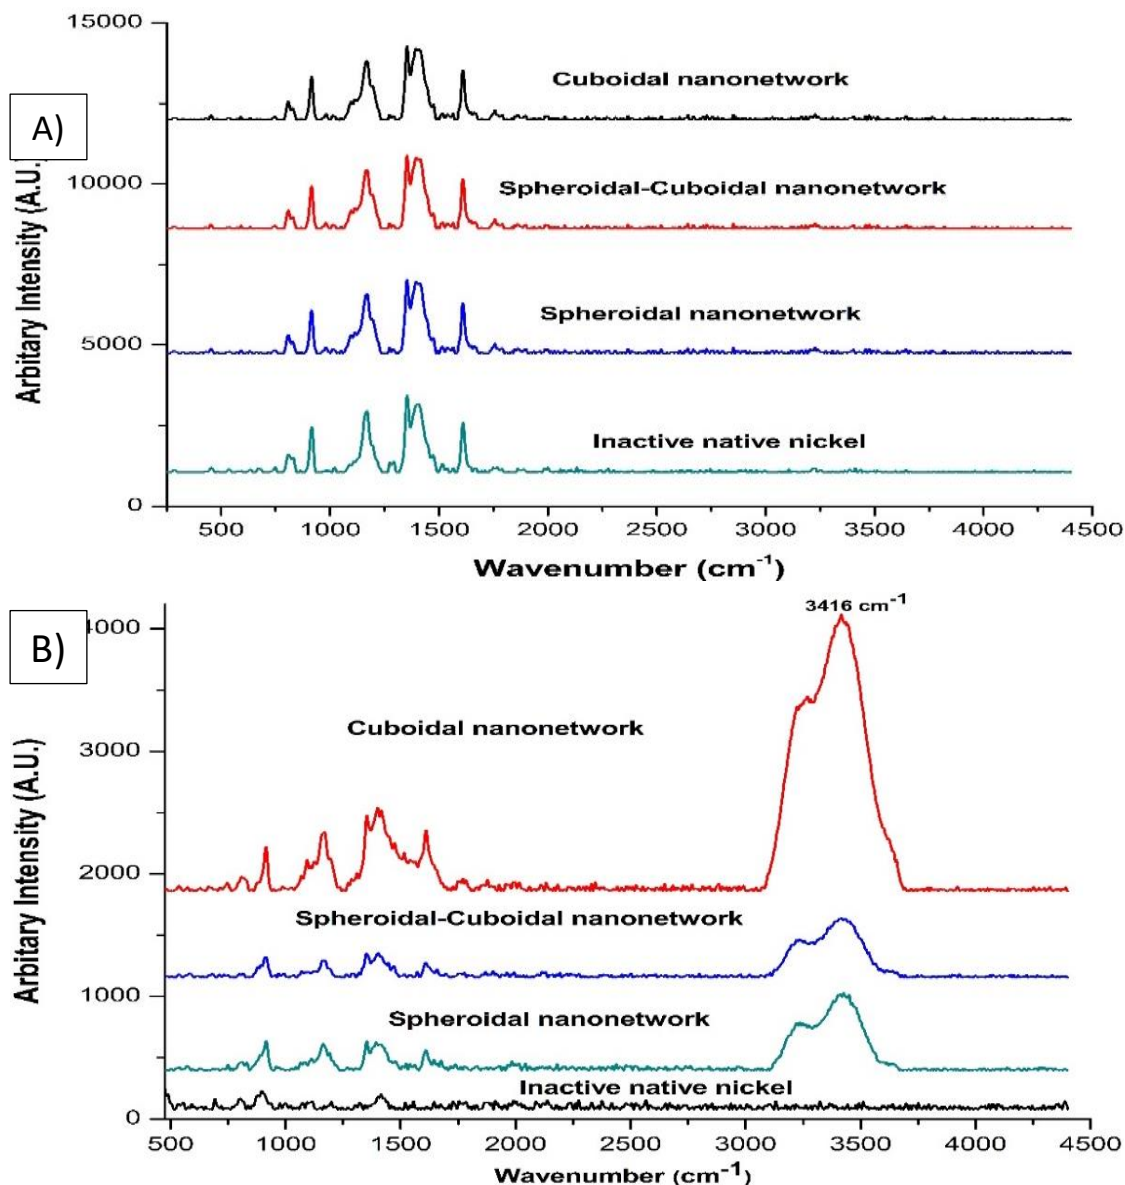 A)
15000
10000
5000
0
Arbitary Intensity (A.U.)
Cuboidal nanonetwork
Spheroidal-Cuboidal nanonetwork
Spheroidal nanonetwork
Inactive native nickel
500 1000 1500 2000 2500 3000 3500 4000 4500
Wavenumber (cm-1)
B)
4000
3000
2000
1000
0
Arbitary Intensity (A.U.)
3416 cm-1
Cuboidal nanonetwork
Spheroidal-Cuboidal nanonetwork
Spheroidal nanonetwork
Inactive native nickel
500 1000 1500 2000 2500 3000 3500 4000 4500
Wavenumber (cm-1)